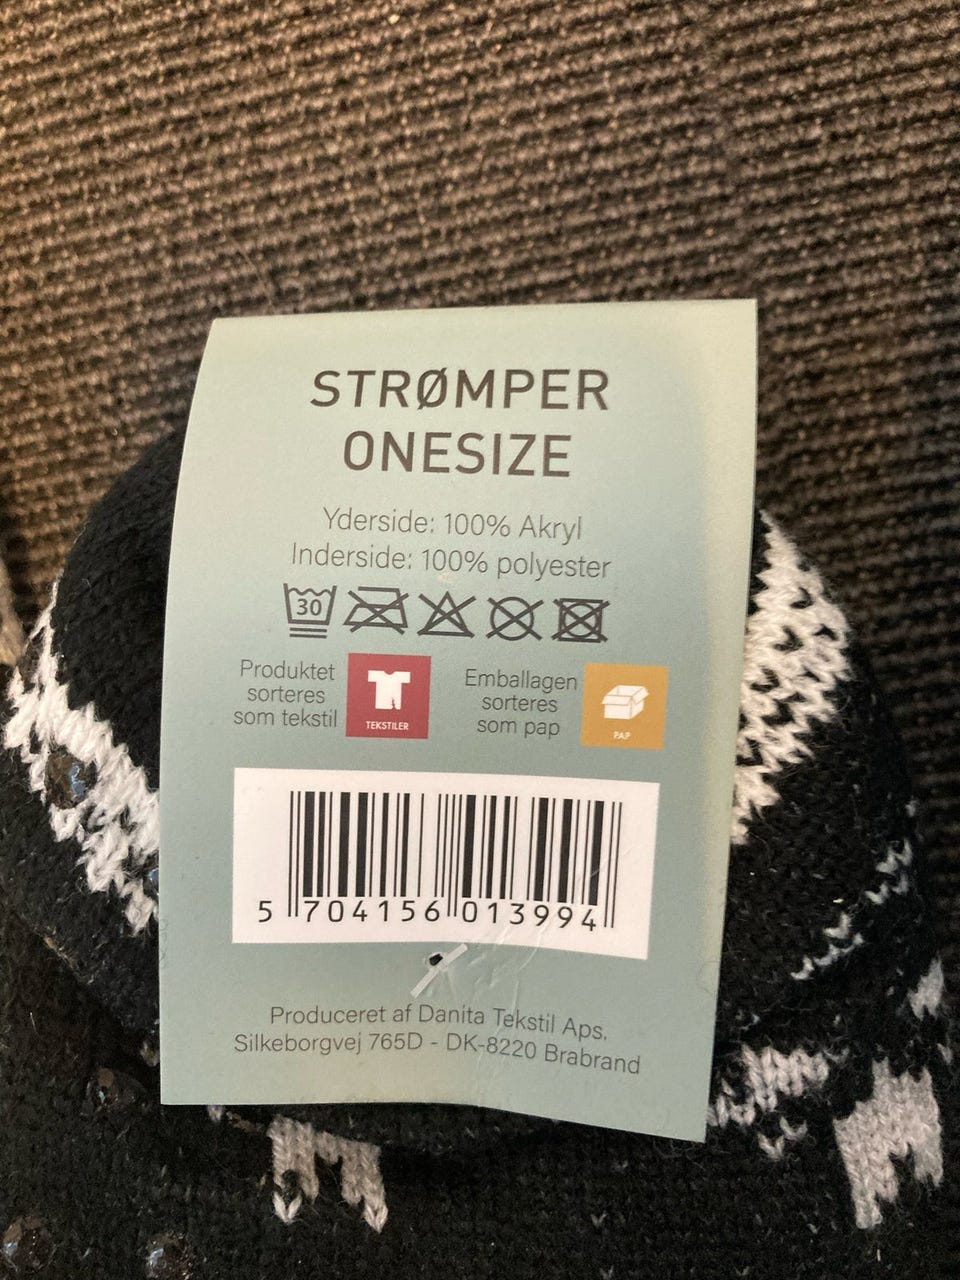 STRØMPER
ONESIZE
Yderside: 100% Akryl
Inderside: 100% polyester
30
Produktet
sorteres
som tekstil
TEKSTILER
Emballagen
sorteres
som pap
PAP
5 704156 013994
Produceret af Danita Tekstil Aps,
Silkeborgvej 765D - DK-8220 Brabrand